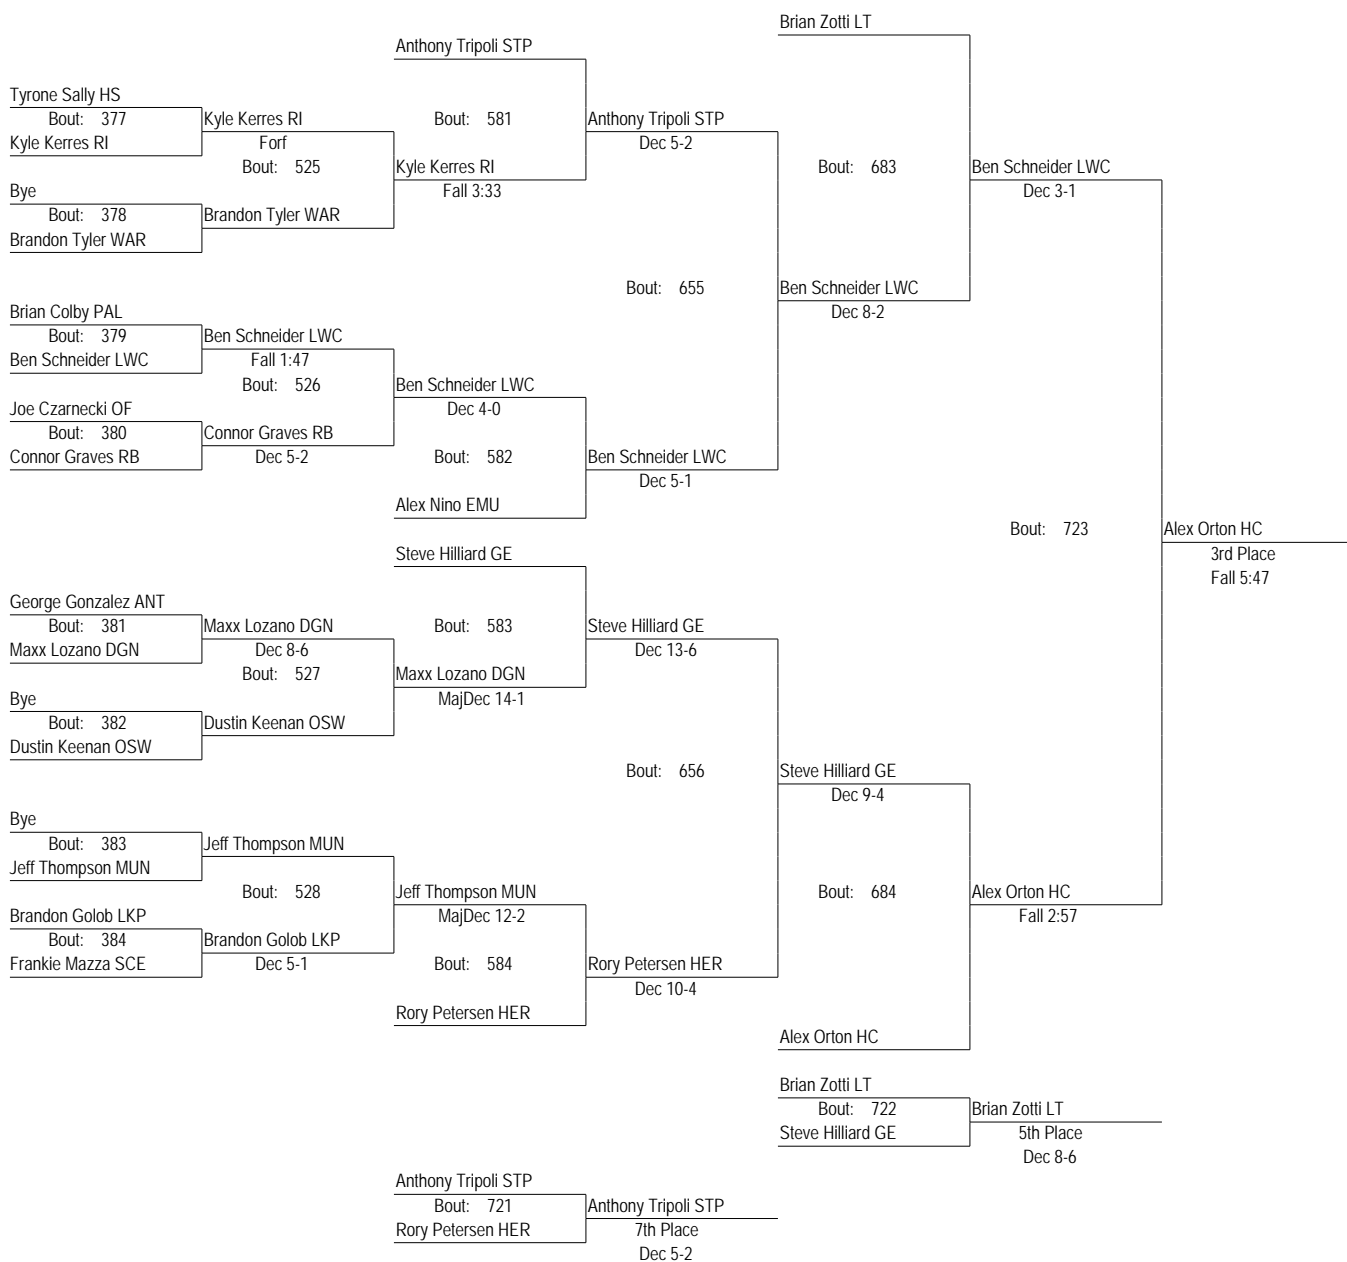 Brian Zotti LT
Anthony Tripoli STP
Tyrone Sally HS
Bout: 377
Kyle Kerres RI
Kyle Kerres RI
Forf
Bout: 525
Bye
Bout: 378
Brandon Tyler WAR
Brandon Tyler WAR
Bout: 581
Kyle Kerres RI
Fall 3:33
Anthony Tripoli STP
Dec 5-2
Bout: 683
Ben Schneider LWC
Dec 3-1
Bout: 655
Ben Schneider LWC
Dec 8-2
Brian Colby PAL
Bout: 379
Ben Schneider LWC
Ben Schneider LWC
Fall 1:47
Bout: 526
Joe Czarnecki OF
Bout: 380
Connor Graves RB
Connor Graves RB
Dec 5-2
Ben Schneider LWC
Dec 4-0
Bout: 582
Alex Nino EMU
Ben Schneider LWC
Dec 5-1
Bout: 723
Alex Orton HC
3rd Place
Fall 5:47
Steve Hilliard GE
George Gonzalez ANT
Bout: 381
Maxx Lozano DGN
Maxx Lozano DGN
Dec 8-6
Bout: 527
Bye
Bout: 382
Dustin Keenan OSW
Dustin Keenan OSW
Bout: 583
Maxx Lozano DGN
MajDec 14-1
Steve Hilliard GE
Dec 13-6
Bout: 656
Steve Hilliard GE
Dec 9-4
Bye
Bout: 383
Jeff Thompson MUN
Jeff Thompson MUN
Bout: 528
Brandon Golob LKP
Bout: 384
Frankie Mazza SCE
Brandon Golob LKP
Dec 5-1
Jeff Thompson MUN
MajDec 12-2
Bout: 584
Rory Petersen HER
Rory Petersen HER
Dec 10-4
Bout: 684
Alex Orton HC
Fall 2:57
Alex Orton HC
Brian Zotti LT
Bout: 722
Steve Hilliard GE
Brian Zotti LT
5th Place
Dec 8-6
Anthony Tripoli STP
Bout: 721
Rory Petersen HER
Anthony Tripoli STP
7th Place
Dec 5-2